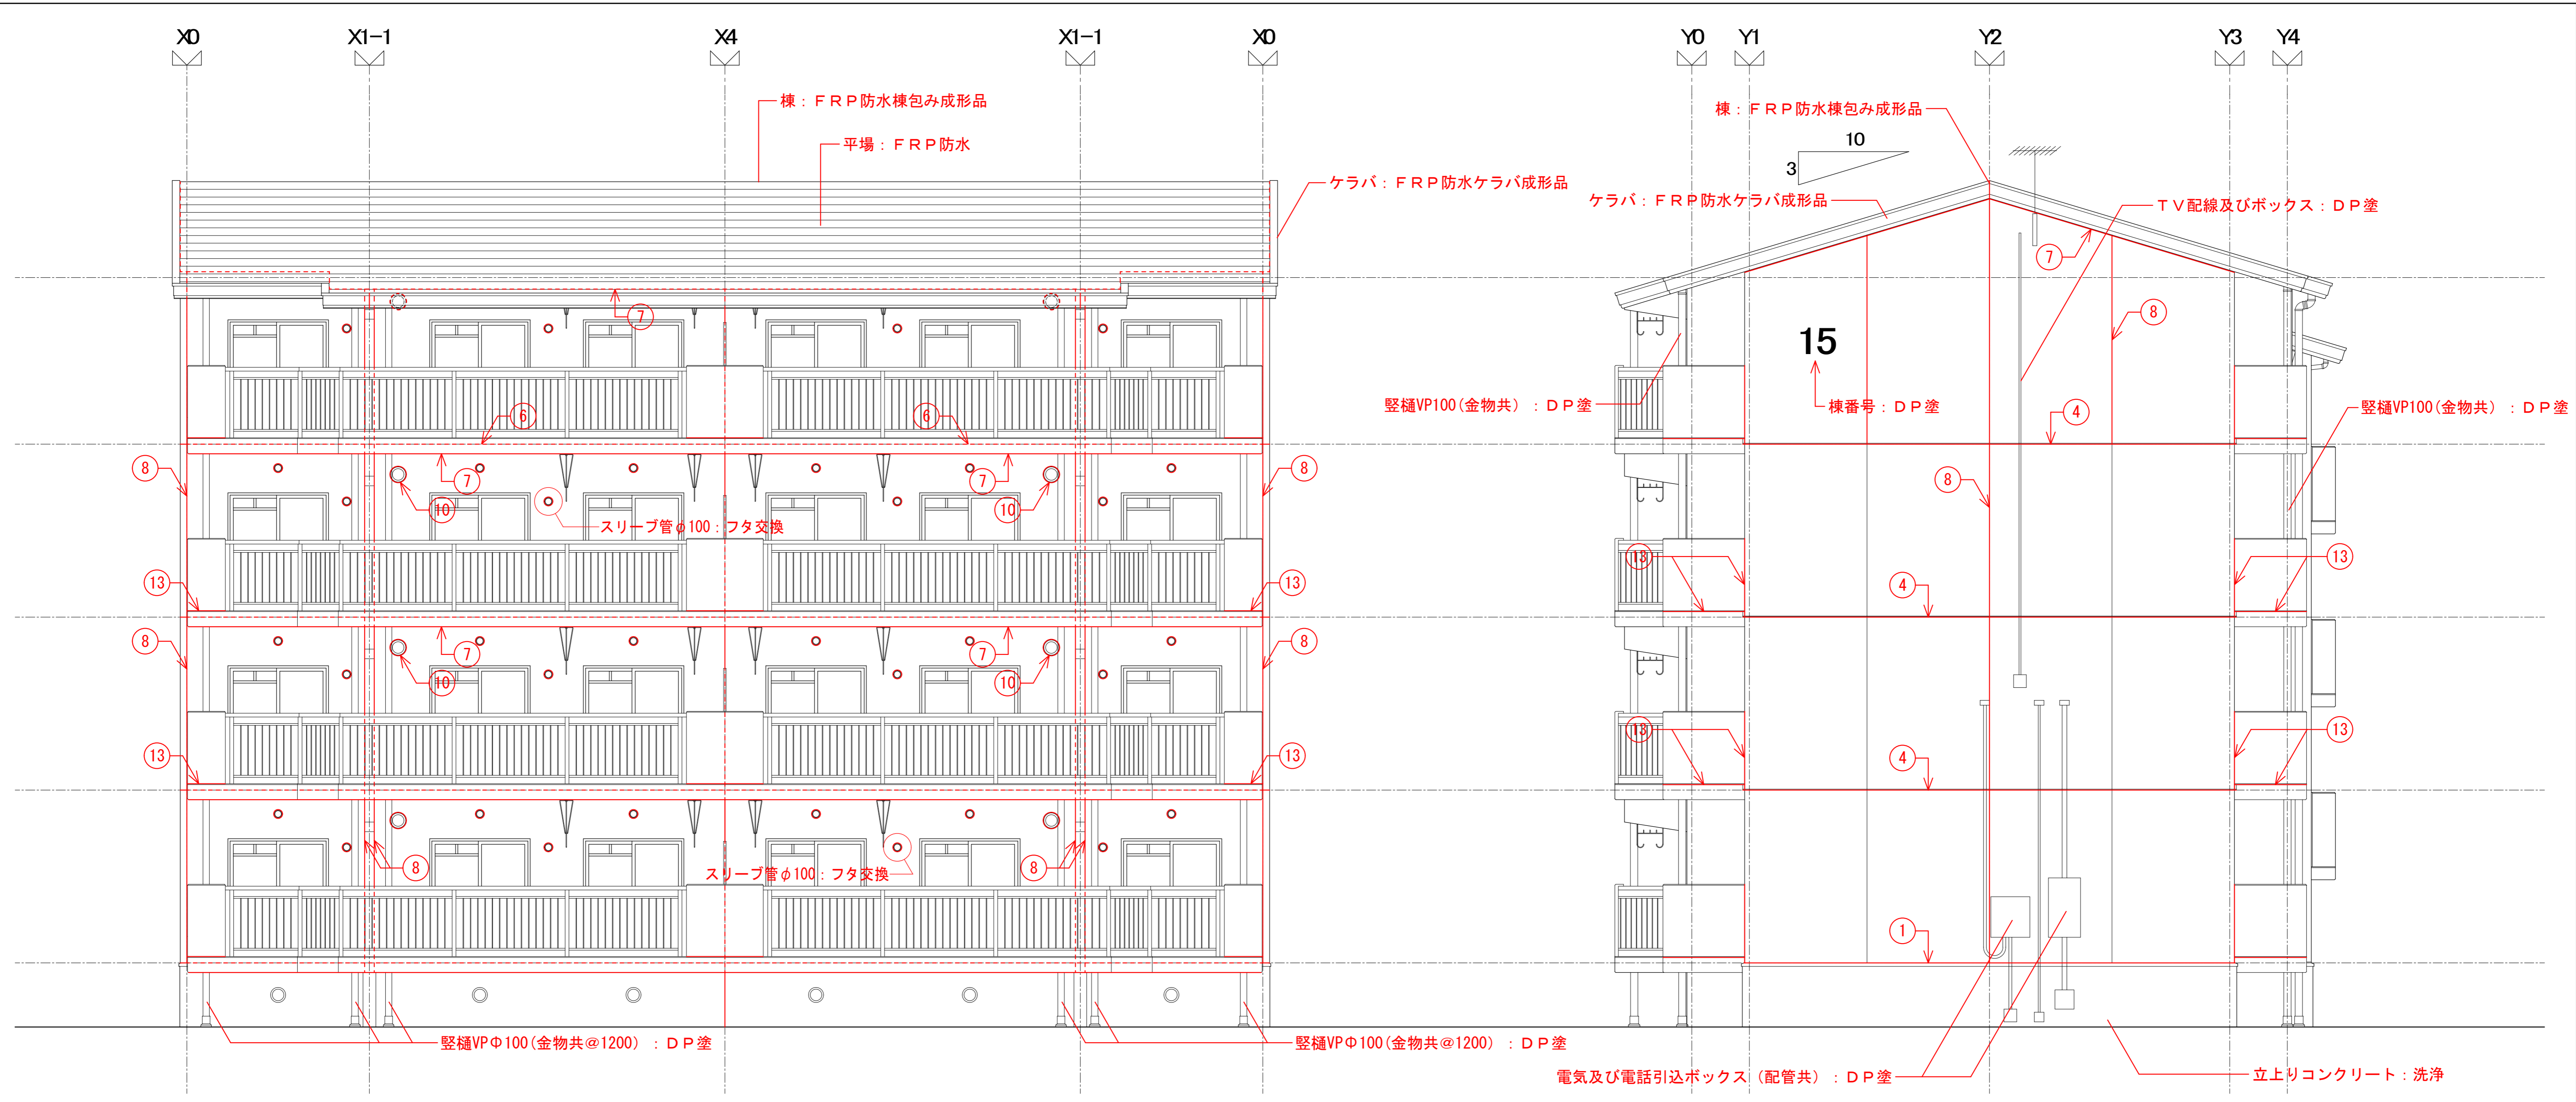 X0 X1-1 X4 X1-1 X0
Y0 Y1 Y2 Y3 Y4
棟：ＦＲＰ防水棟包み成形品
平場：ＦＲＰ防水
ケラバ：ＦＲＰ防水ケラバ成形品
7
6 6
8 7 7 8
10 10
スリーブ管φ100：フタ交換
13 13
8 7 7 8
10 10
13 13
8 8
スリーブ管φ100：フタ交換
竪樋VPΦ100(金物共@1200)：ＤＰ塗
竪樋VPΦ100(金物共@1200)：ＤＰ塗
棟：ＦＲＰ防水棟包み成形品
10
3
ケラバ：ＦＲＰ防水ケラバ成形品
ＴＶ配線及びボックス：ＤＰ塗
7
8
15
竪樋VP100(金物共)：ＤＰ塗
棟番号：ＤＰ塗
4
竪樋VP100(金物共)：ＤＰ塗
8
13 4 13
13 4 13
1
電気及び電話引込ボックス（配管共）：ＤＰ塗
立上りコンクリート：洗浄